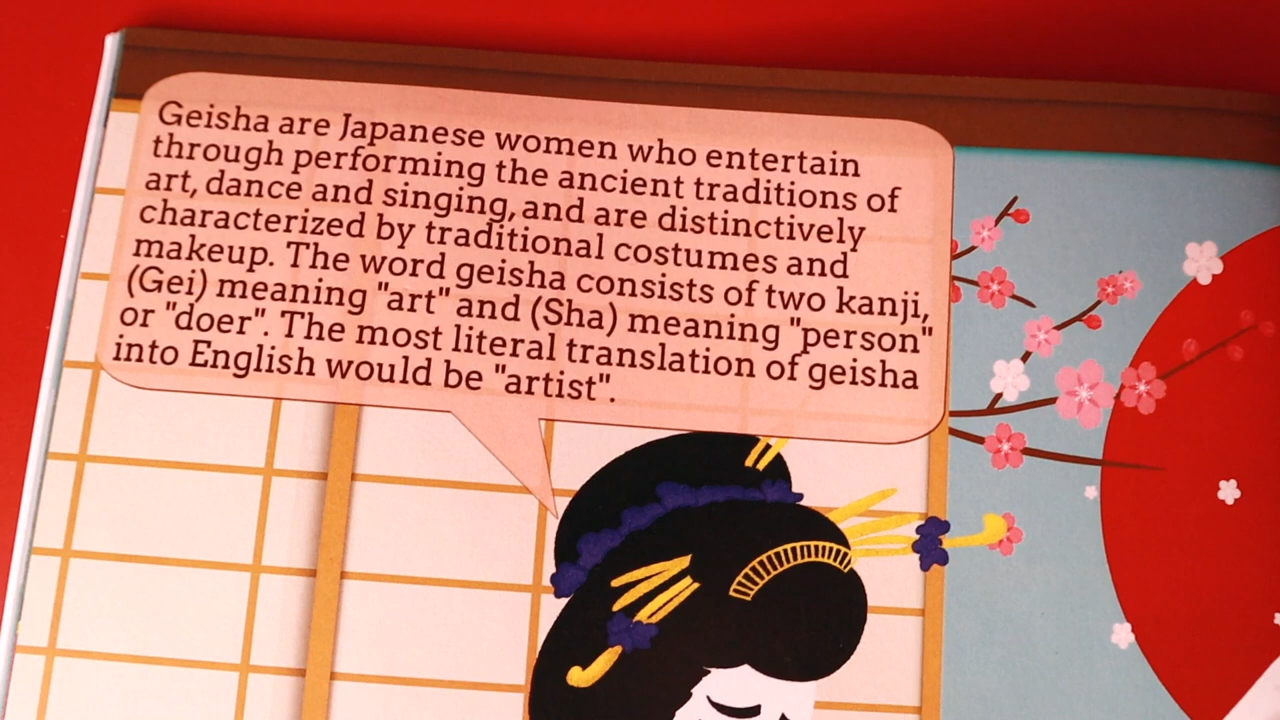 Geisha are Japanese women who entertain
through performing the ancient traditions of
art, dance and singing, and are distinctively
characterized by traditional costumes and
makeup. The word geisha consists of two kanji,
(Gei) meaning "art" and (Sha) meaning "person"
or "doer". The most literal translation of geisha
into English would be "artist".